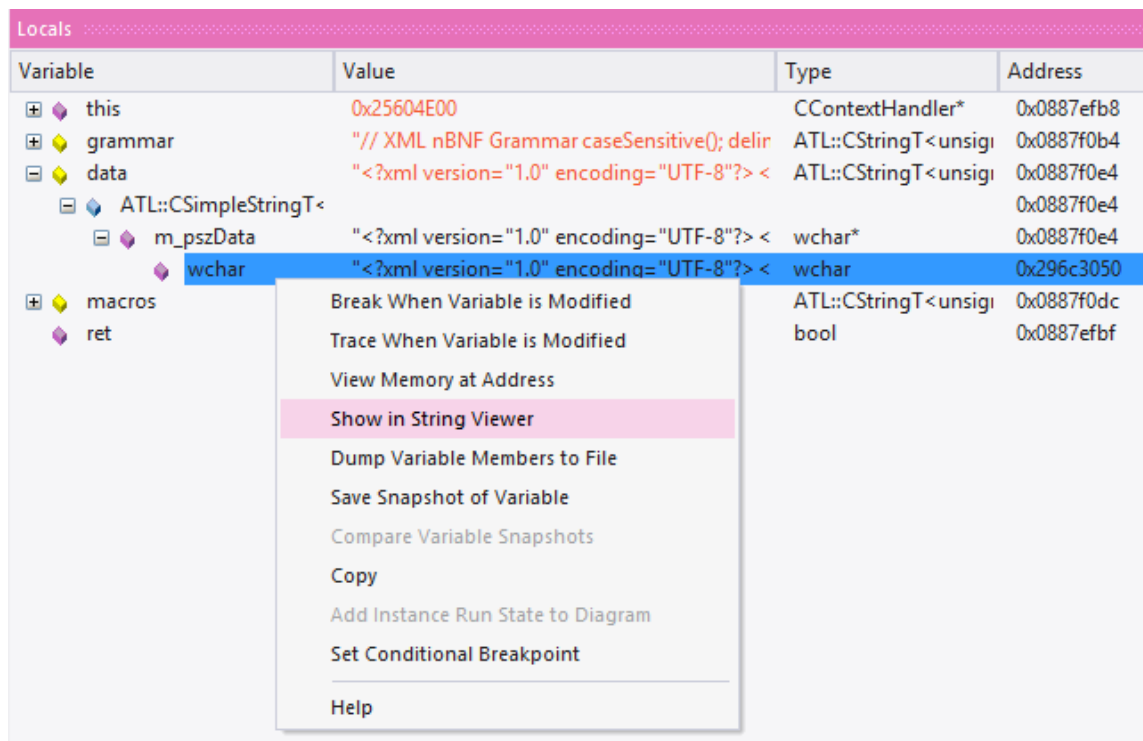 Locals
Variable Value Type Address
this 0x25604E00 CContextHandler* 0x0887efb8
grammar "// XML nBNF Grammar caseSensitive(); delin ATL::CStringT<unsig 0x0887f0b4
data "<?xml version="1.0" encoding="UTF-8"?> < ATL::CStringT<unsig 0x0887f0e4
ATL::CSimpleStringT< 0x0887f0e4
m_pszData "<?xml version="1.0" encoding="UTF-8"?> < wchar* 0x0887f0e4
wchar "<?xml version="1.0" encoding="UTF-8"?> < wchar 0x296c3050
macros ATL::CStringT<unsig 0x0887f0dc
ret bool 0x0887efbf
Break When Variable is Modified
Trace When Variable is Modified
View Memory at Address
Show in String Viewer
Dump Variable Members to File
Save Snapshot of Variable
Compare Variable Snapshots
Copy
Add Instance Run State to Diagram
Set Conditional Breakpoint
Help